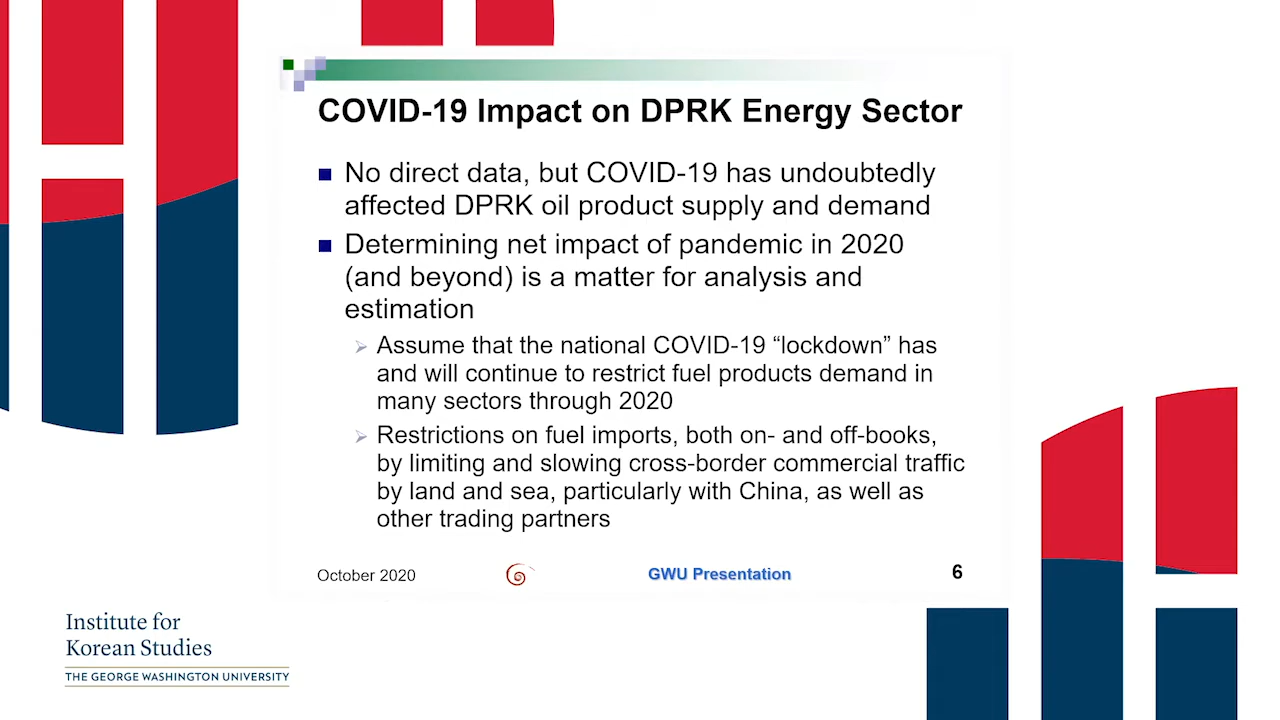 COVID-19 Impact on DPRK Energy Sector
No direct data, but COVID-19 has undoubtedly
affected DPRK oil product supply and demand
Determining net impact of pandemic in 2020
(and beyond) is a matter for analysis and
estimation
Assume that the national COVID-19 “lockdown” has
and will continue to restrict fuel products demand in
many sectors through 2020
Restrictions on fuel imports, both on- and off-books,
by limiting and slowing cross-border commercial traffic
by land and sea, particularly with China, as well as
other trading partners
October 2020
GWU Presentation
6
Institute for
Korean Studies
THE GEORGE WASHINGTON UNIVERSITY